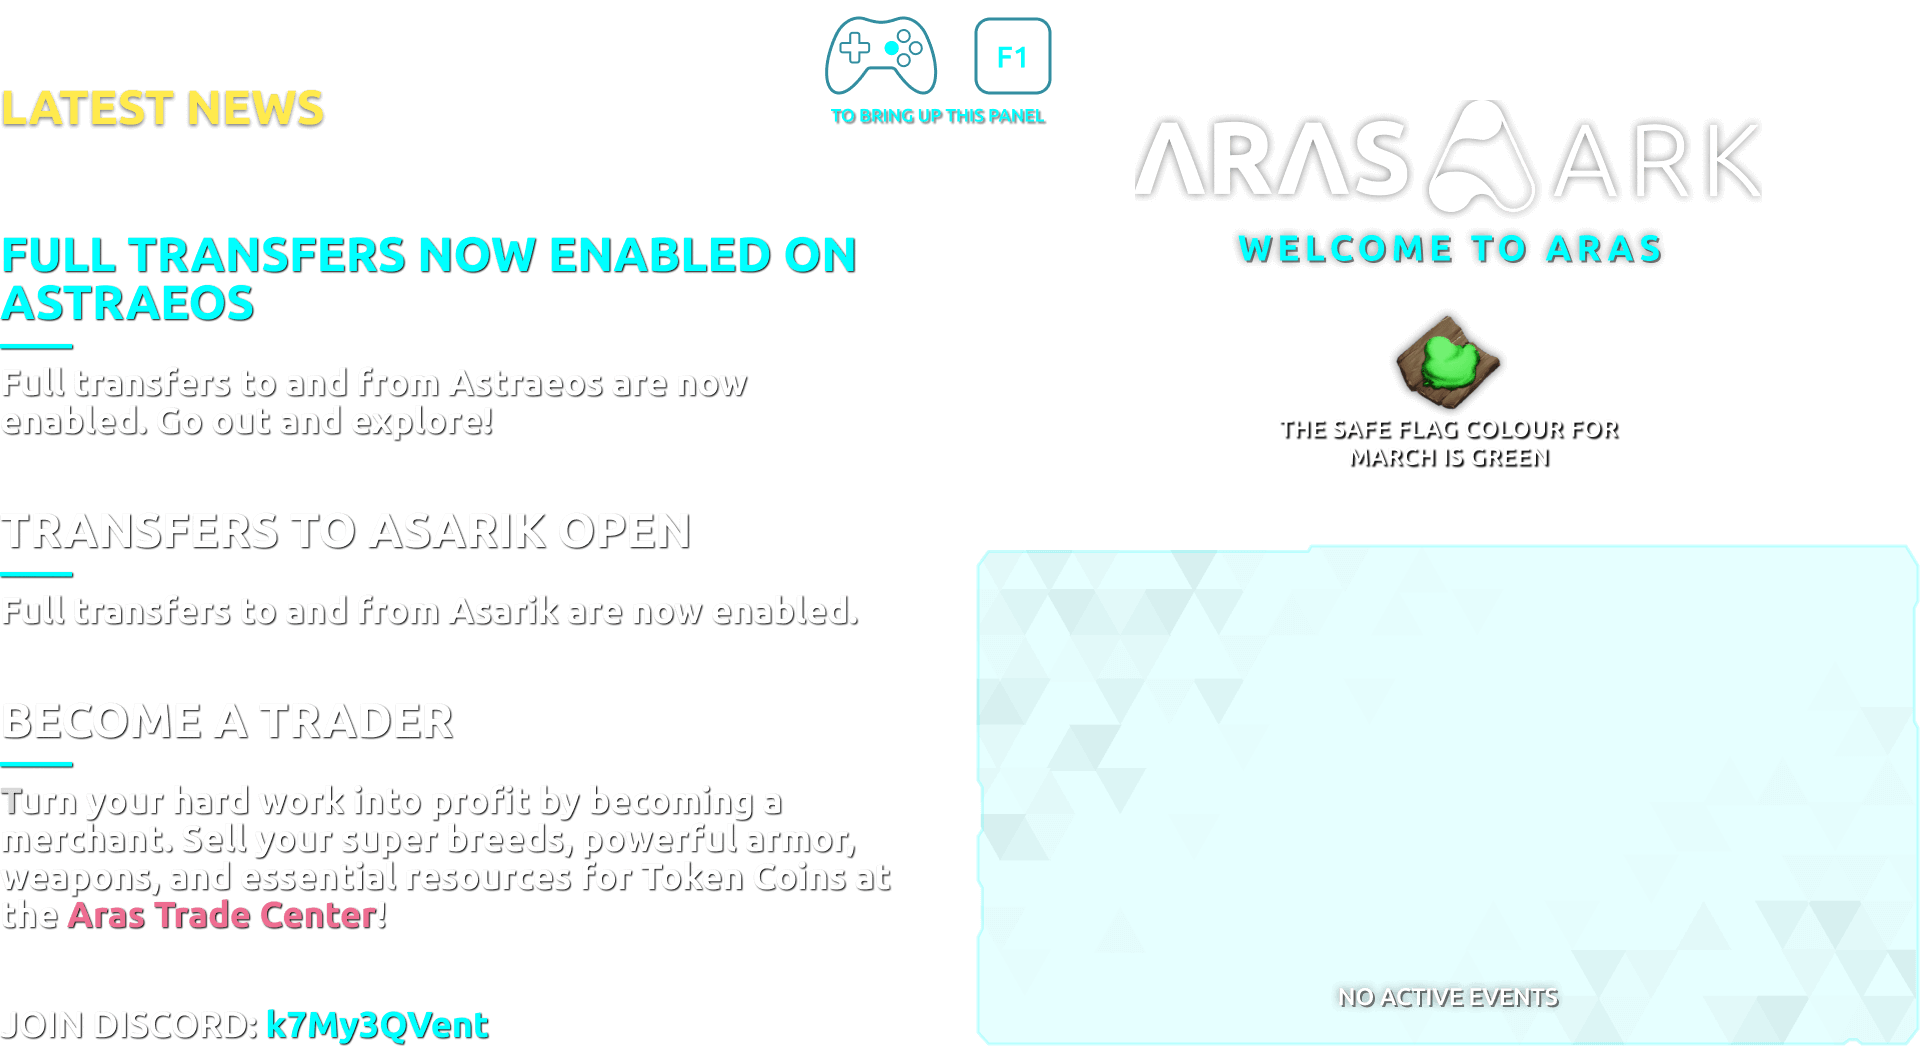 F1
TO BRING UP THIS PANEL
LATEST NEWS
FULL TRANSFERS NOW ENABLED ON
ASTRAEOS
Full transfers to and from Astraeos are now
enabled. Go out and explore!
TRANSFERS TO ASARIK OPEN
Full transfers to and from Asarik are now enabled.
BECOME A TRADER
Turn your hard work into profit by becoming a
merchant. Sell your super breeds, powerful armor,
weapons, and essential resources for Token Coins at
the Aras Trade Center!
JOIN DISCORD: k7My3QVent
ARAS ARK
WELCOME TO ARAS
THE SAFE FLAG COLOUR FOR
MARCH IS GREEN
NO ACTIVE EVENTS